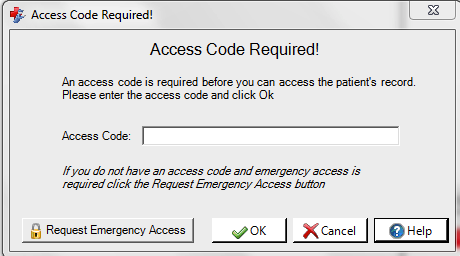 Access Code Required!
Access Code Required!
An access code is required before you can access the patient's record.
Please enter the access code and click Ok
Access Code:
If you do not have an access code and emergency access is
required click the Request Emergency Access button
Request Emergency Access OK Cancel Help